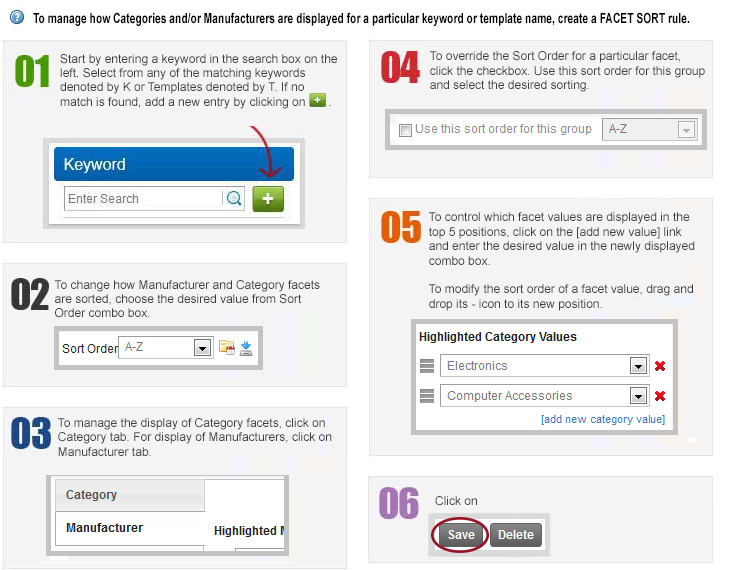 To manage how Categories and/or Manufacturers are displayed for a particular keyword or template name, create a FACET SORT rule.
01
Start by entering a keyword in the search box on the
left. Select from any of the matching keywords
denoted by K or Templates denoted by T. If no
match is found, add a new entry by clicking on + .
Keyword
Enter Search
+
02
To change how Manufacturer and Category facets
are sorted, choose the desired value from Sort
Order combo box.
Sort Order A-Z
03
To manage the display of Category facets, click on
Category tab. For display of Manufacturers, click on
Manufacturer tab.
Category
Manufacturer
Highlighted
04
To override the Sort Order for a particular facet,
click the checkbox. Use this sort order for this group
and select the desired sorting.
Use this sort order for this group A-Z
05
To control which facet values are displayed in the
top 5 positions, click on the [add new value] link
and enter the desired value in the newly displayed
combo box.
To modify the sort order of a facet value, drag and
drop its - icon to its new position.
Highlighted Category Values
Electronics
Computer Accessories
[add new category value]
06
Click on
Save Delete